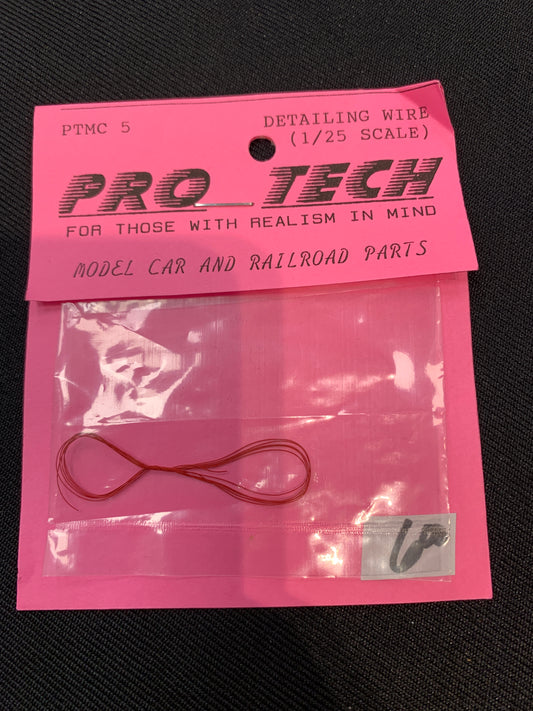 PTMC 5
DETAILING WIRE
(1/25 SCALE)
PRO TECH
FOR THOSE WITH REALISM IN MIND
MODEL CAR AND RAILROAD PARTS
600